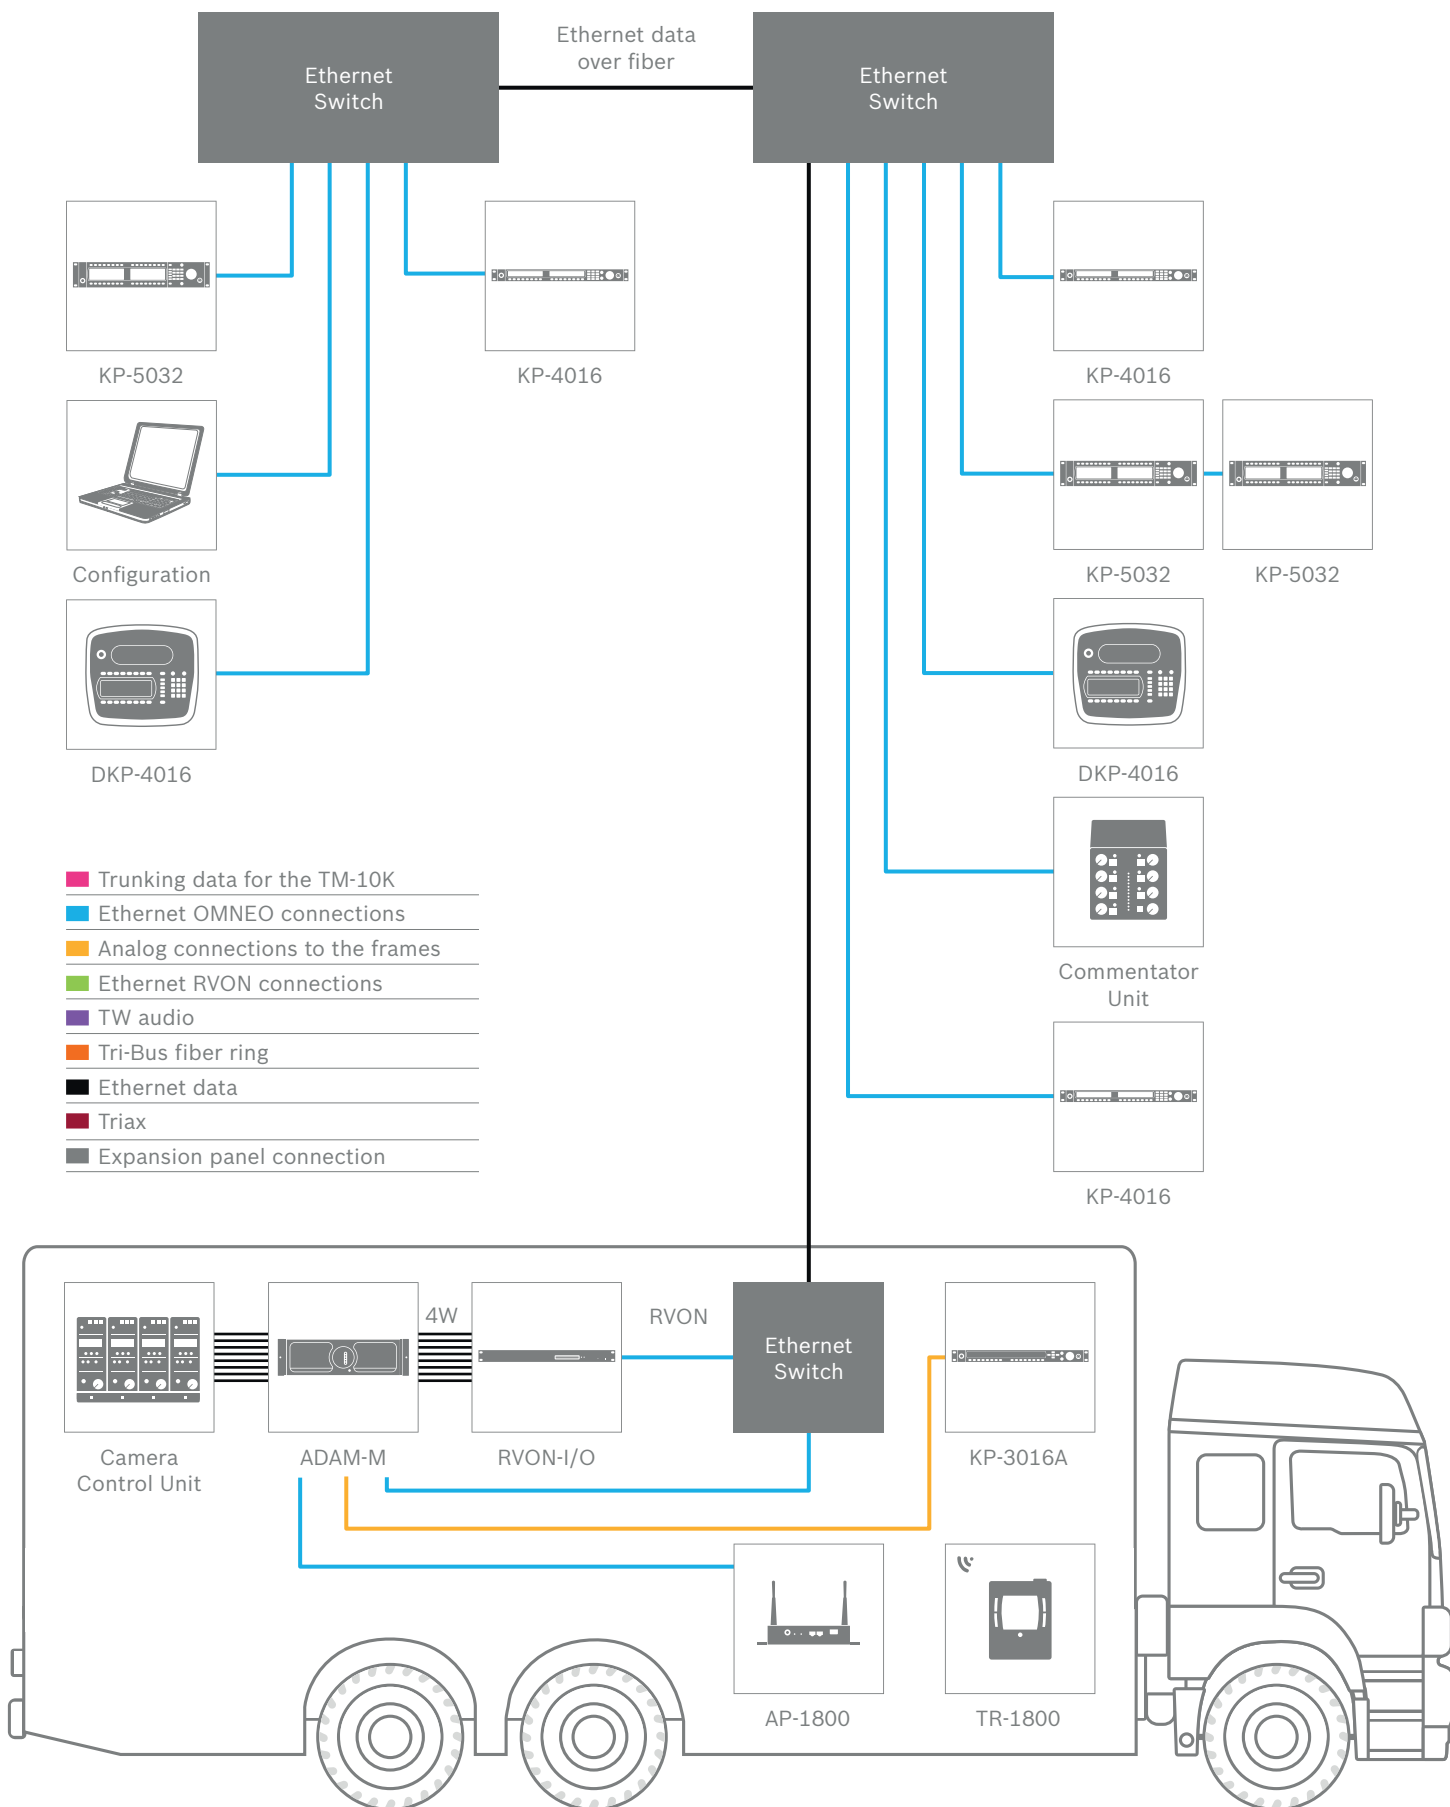 Ethernet
Switch
Ethernet data
over fiber
Ethernet
Switch
KP-5032
KP-4016
KP-4016
Configuration
KP-5032
KP-5032
DKP-4016
DKP-4016
Trunking data for the TM-10K
Ethernet OMNEO connections
Analog connections to the frames
Ethernet RVON connections
TW audio
Tri-Bus fiber ring
Ethernet data
Triax
Expansion panel connection
Commentator
Unit
KP-4016
4W
RVON
Ethernet
Switch
Camera
Control Unit
ADAM-M
RVON-I/O
KP-3016A
AP-1800
TR-1800